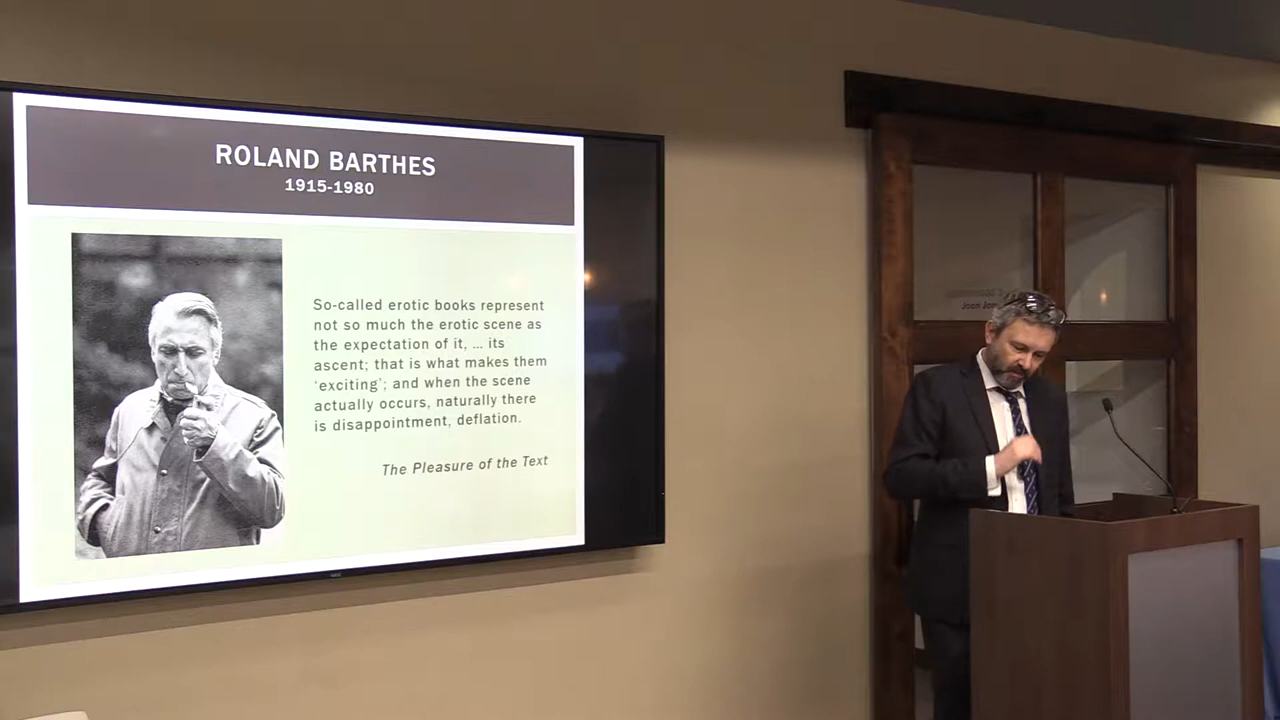 ROLAND BARTHES
1915-1980
So-called erotic books represent
not so much the erotic scene as
the expectation of it, ... its
ascent; that is what makes them
‘exciting’; and when the scene
actually occurs, naturally there
is disappointment, deflation.
The Pleasure of the Text
NEC